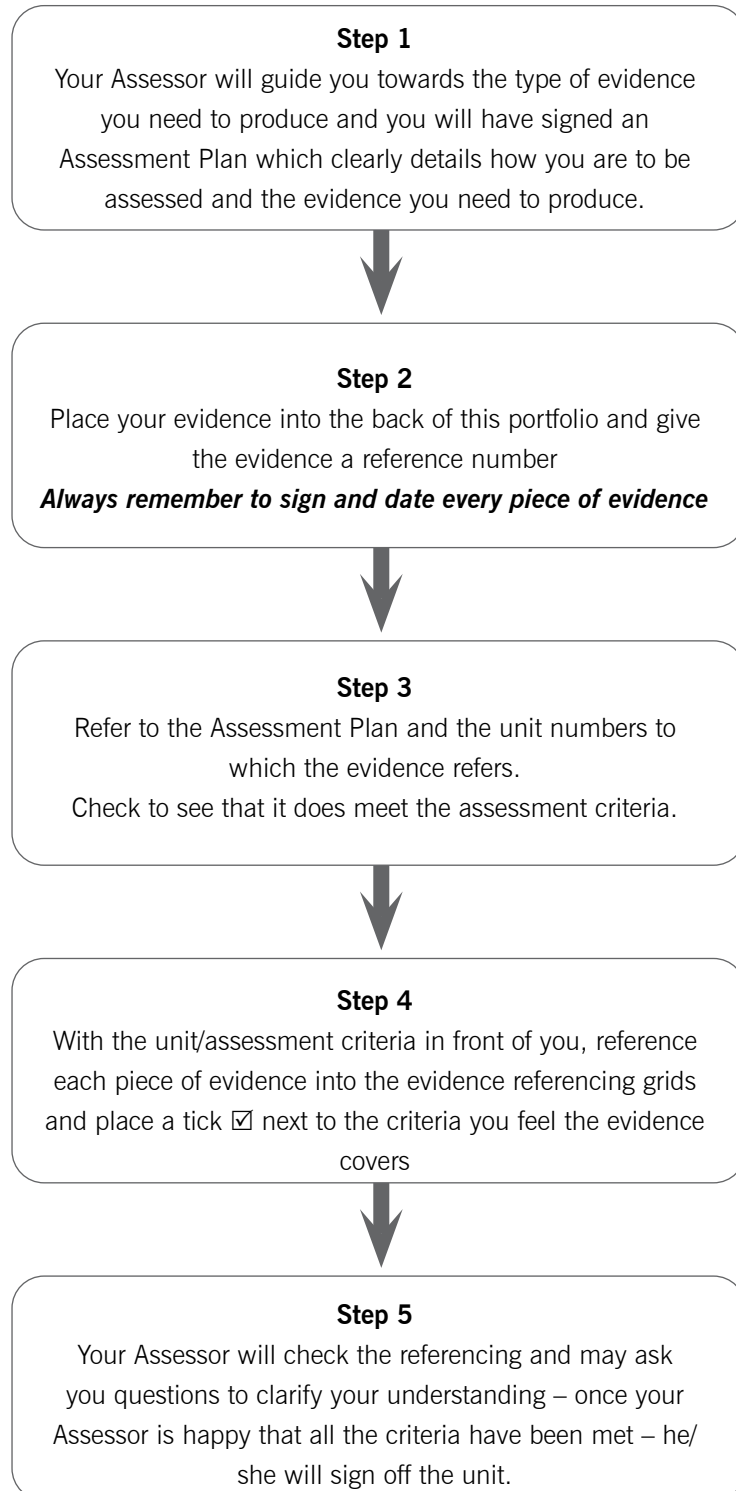 Step 1
Your Assessor will guide you towards the type of evidence
you need to produce and you will have signed an
Assessment Plan which clearly details how you are to be
assessed and the evidence you need to produce.
Step 2
Place your evidence into the back of this portfolio and give
the evidence a reference number
Always remember to sign and date every piece of evidence
Step 3
Refer to the Assessment Plan and the unit numbers to
which the evidence refers.
Check to see that it does meet the assessment criteria.
Step 4
With the unit/assessment criteria in front of you, reference
each piece of evidence into the evidence referencing grids
and place a tick ☑ next to the criteria you feel the evidence
covers
Step 5
Your Assessor will check the referencing and may ask
you questions to clarify your understanding – once your
Assessor is happy that all the criteria have been met – he/
she will sign off the unit.